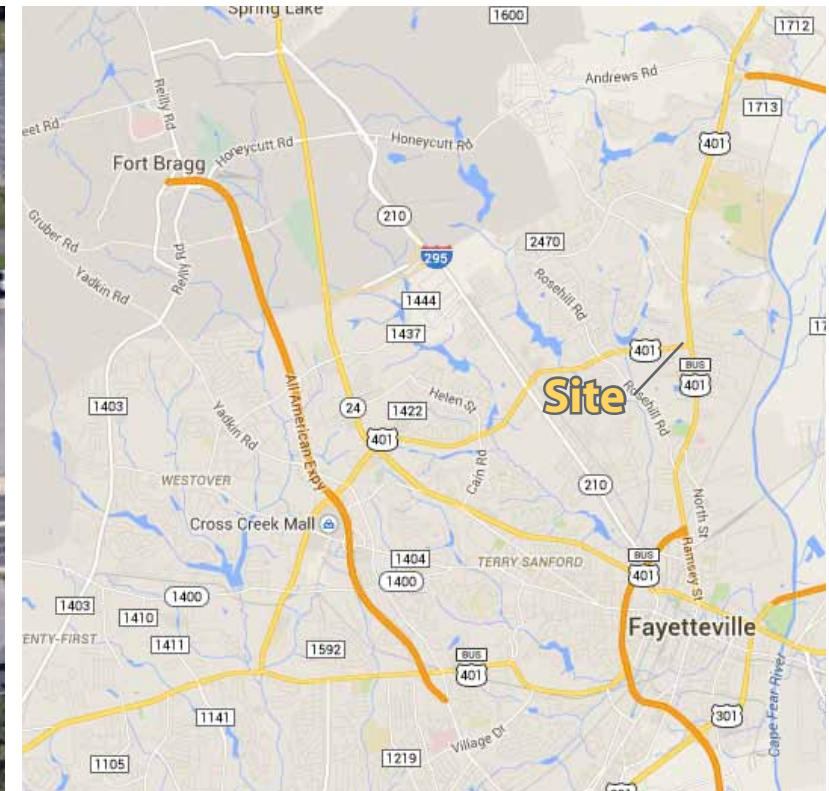 Spring Lake
1600
1712
Andrews Rd
1713
Reilly Rd
401
eet Rd
Honeycutt Rd
Honeycutt Rd
Fort Bragg
210
Gruber Rd
Reilly Rd
2470
295
Yadkin Rd
Rosehill Rd
1444
1437
17
401
BUS
401
Site
Rosehill Rd
Helen St
1403
24
1422
All American Expy
Yadkin Rd
401
Cain Rd
WESTOVER
210
North St
Cross Creek Mall
Ramsey St
1404
TERRY SANFORD
BUS
401
1400
1400
1403
1410
Fayetteville
ENTY-FIRST
1411
1592
BUS
401
Cape Fear River
1141
301
Village Dr
1219
1105